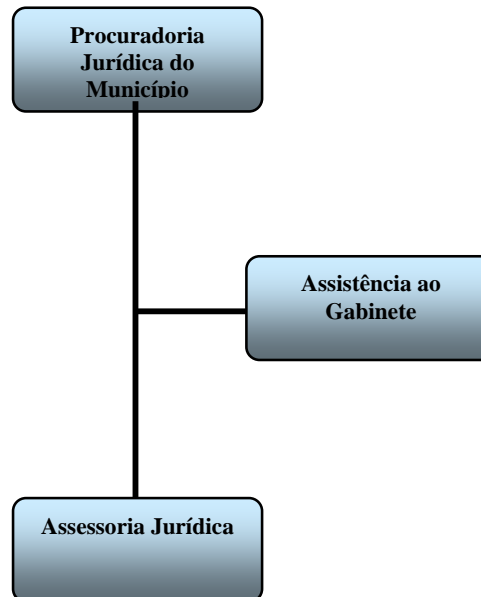 Procuradoria
Jurídica do
Município
Assistência ao
Gabinete
Assessoria Jurídica